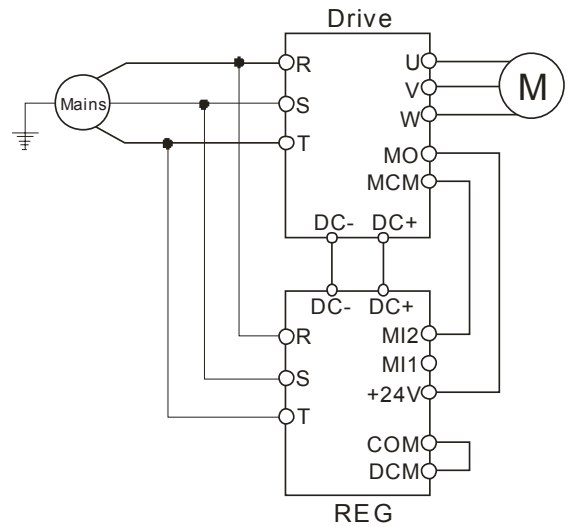 Drive
R
U
V
M
Mains
S
W
T
MO
MCM
DC- DC+
DC- DC+
R
MI2
MI1
S
+24V
T
COM
DCM
REG